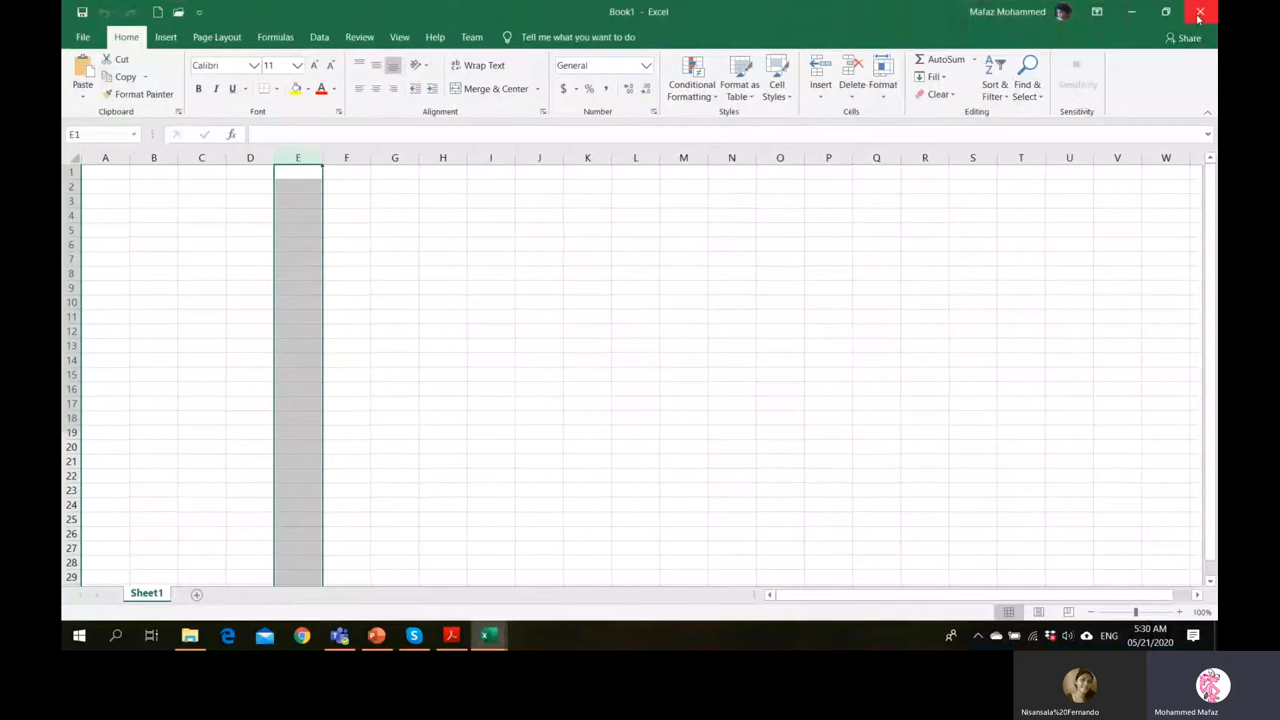 Book1 - Excel
Mafaz Mohammed
File Home Insert Page Layout Formulas Data Review View Help Team Tell me what you want to do
Share
Paste
Cut
Copy
Format Painter
Clipboard
Calibri 11
B I U
A A
Font
Wrap Text
Merge & Center
Alignment
General
$ % ,
Number
Conditional Formatting
Format as Table
Cell Styles
Styles
Insert Delete Format
Cells
AutoSum
Fill
Clear
Sort & Filter
Find & Select
Editing
Sensitivity
Sensitivity
E1
fx
A B C D E F G H I J K L M N O P Q R S T U V W
1
2
3
4
5
6
7
8
9
10
11
12
13
14
15
16
17
18
19
20
21
22
23
24
25
26
27
28
29
Sheet1
100%
ENG
5:30 AM
05/21/2020
Nisansala%20Fernando
Mohammed Mafaz